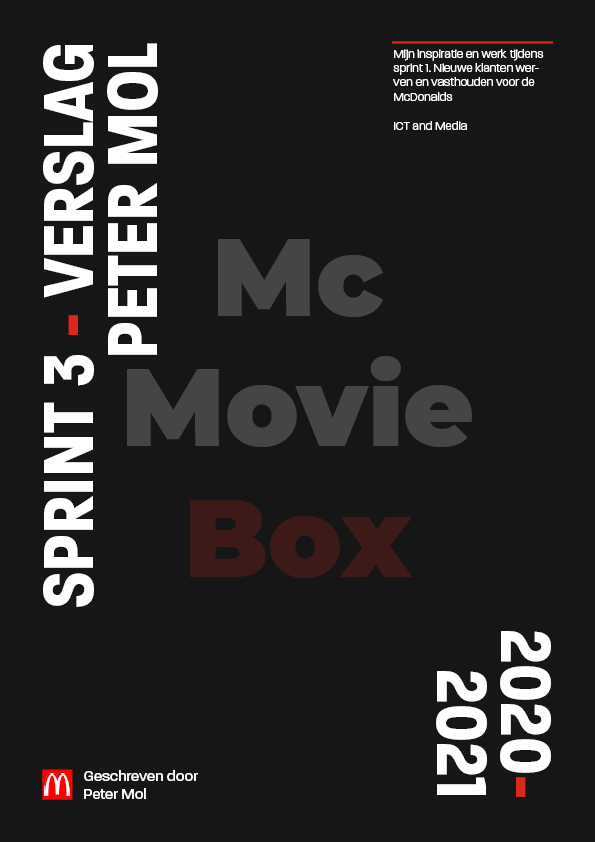 SPRINT 3 - VERSLAG
PETER MOL
Mijn inspiratie en werk tijdens
sprint 1. Nieuwe klanten wer-
ven en vasthouden voor de
McDonalds
ICT and Media
Mc
Movie
Box
2020-
2021
Geschreven door
Peter Mol